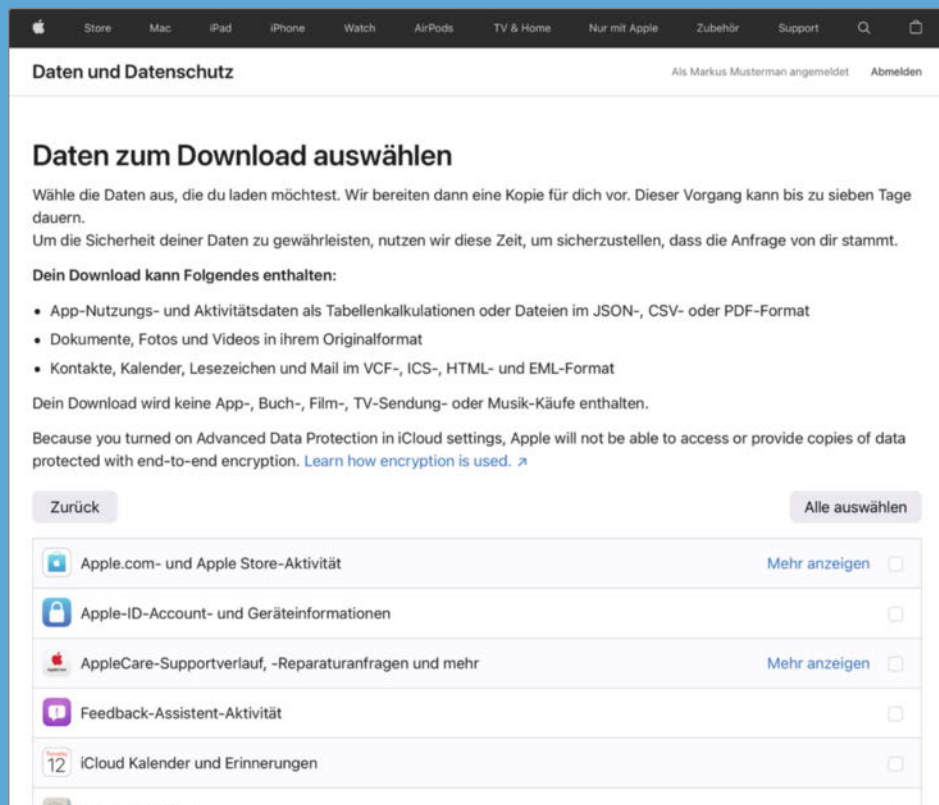 Store Mac iPad iPhone Watch AirPods TV & Home Nur mit Apple Zubehör Support
Daten und Datenschutz Als Markus Musterman angemeldet Abmelden
Daten zum Download auswählen
Wähle die Daten aus, die du laden möchtest. Wir bereiten dann eine Kopie für dich vor. Dieser Vorgang kann bis zu sieben Tage
dauern.
Um die Sicherheit deiner Daten zu gewährleisten, nutzen wir diese Zeit, um sicherzustellen, dass die Anfrage von dir stammt.
Dein Download kann Folgendes enthalten:
• App-Nutzungs- und Aktivitätsdaten als Tabellenkalkulationen oder Dateien im JSON-, CSV- oder PDF-Format
• Dokumente, Fotos und Videos in ihrem Originalformat
• Kontakte, Kalender, Lesezeichen und Mail im VCF-, ICS-, HTML- und EML-Format
Dein Download wird keine App-, Buch-, Film-, TV-Sendung- oder Musik-Käufe enthalten.
Because you turned on Advanced Data Protection in iCloud settings, Apple will not be able to access or provide copies of data
protected with end-to-end encryption. Learn how encryption is used. ↗
Zurück Alle auswählen
Apple.com- und Apple Store-Aktivität Mehr anzeigen
Apple-ID-Account- und Geräteinformationen
AppleCare-Supportverlauf, -Reparaturanfragen und mehr Mehr anzeigen
Feedback-Assistent-Aktivität
12 iCloud Kalender und Erinnerungen